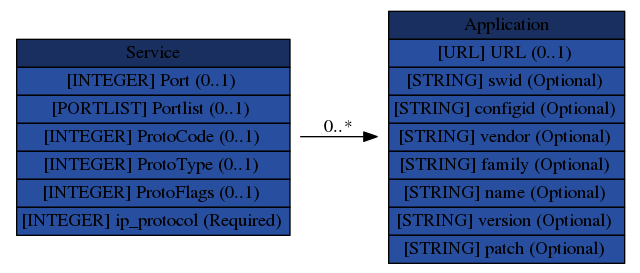 Service
[INTEGER] Port (0..1)
[PORTLIST] Portlist (0..1)
[INTEGER] ProtoCode (0..1)
[INTEGER] ProtoType (0..1)
[INTEGER] ProtoFlags (0..1)
[INTEGER] ip_protocol (Required)
0..*
Application
[URL] URL (0..1)
[STRING] swid (Optional)
[STRING] configid (Optional)
[STRING] vendor (Optional)
[STRING] family (Optional)
[STRING] name (Optional)
[STRING] version (Optional)
[STRING] patch (Optional)